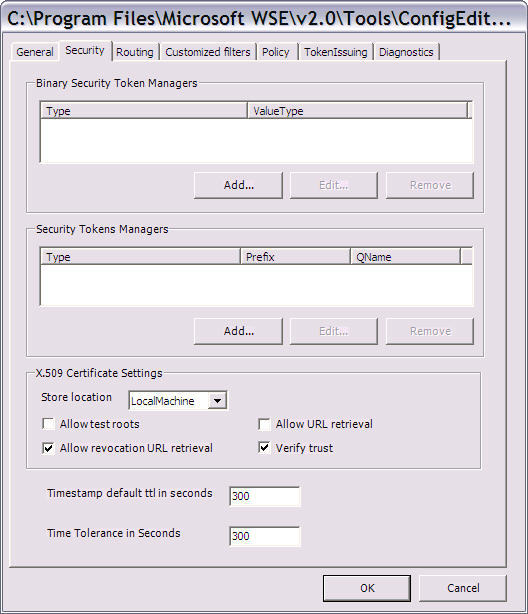 C:\Program Files\Microsoft WSE\v2.0\Tools\ConfigEdit...
General Security Routing Customized filters Policy TokenIssuing Diagnostics
Binary Security Token Managers
Type ValueType
Add... Edit... Remove
Security Tokens Managers
Type Prefix QName
Add... Edit... Remove
X.509 Certificate Settings
Store location LocalMachine
Allow test roots Allow URL retrieval
Allow revocation URL retrieval Verify trust
Timestamp default ttl in seconds 300
Time Tolerance in Seconds 300
OK Cancel